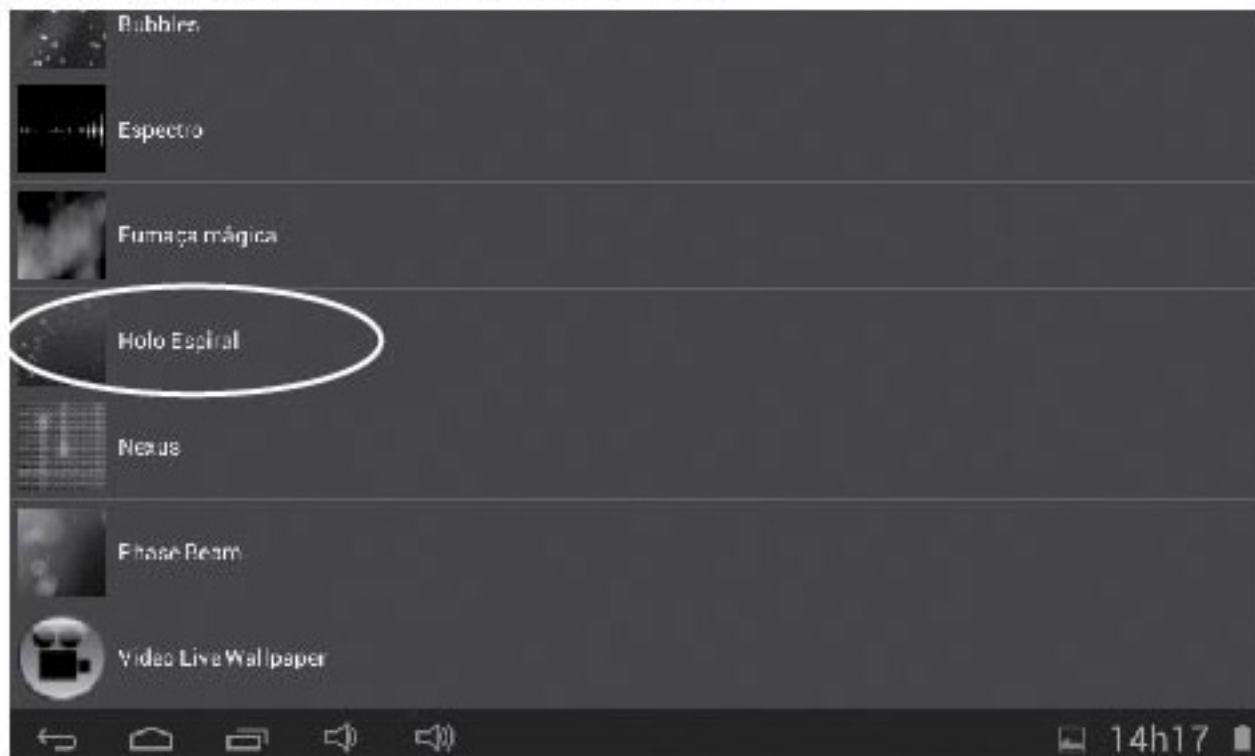 Bubbles
Espectro
Fumaça mágica
Holo Espiral
Nexus
Phase Beam
Video Live Wallpaper
14h17